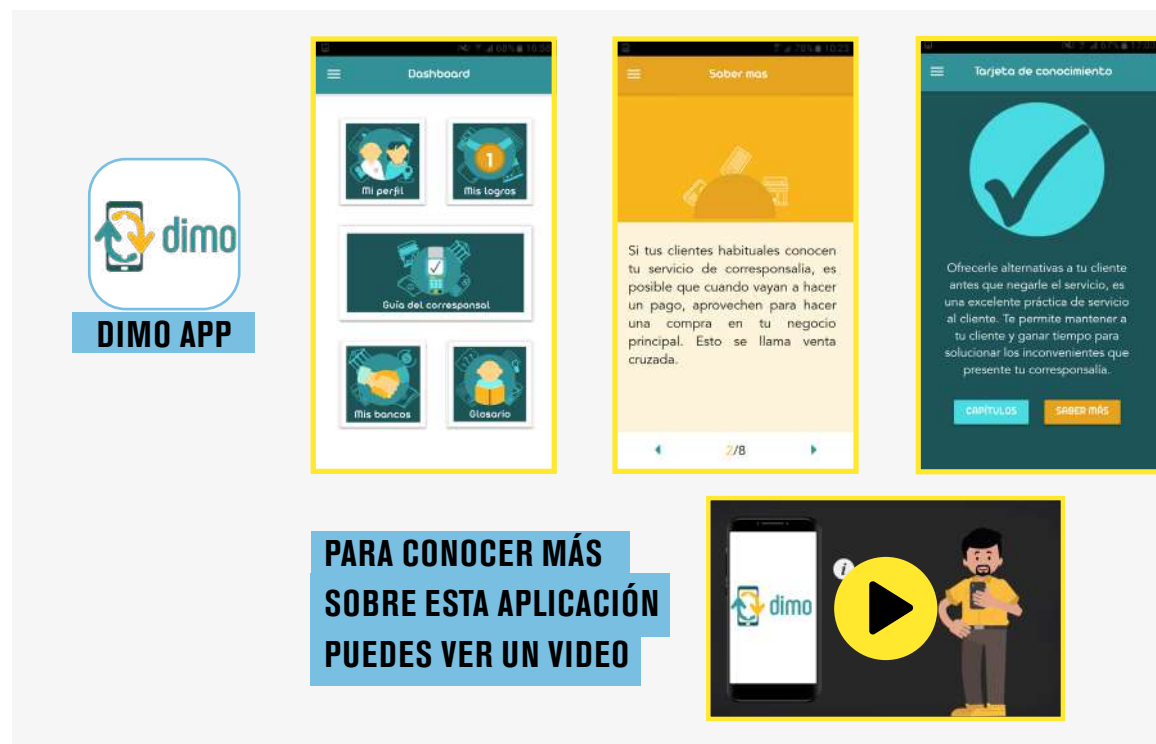 dimo
DIMO APP
16:50
Dashboard
Mi perfil
Mis logros
1
Guía del corresponsal
Mis bancos
Glosario
10:25
Saber mas
Si tus clientes habituales conocen
tu servicio de corresponsalía, es
posible que cuando vayan a hacer
un pago, aprovechen para hacer
una compra en tu negocio
principal. Esto se llama venta
cruzada.
2/8
Tarjeta de conocimiento
Ofrecerle alternativas a tu cliente
antes que negarle el servicio, es
una excelente práctica de servicio
al cliente. Te permite mantener a
tu cliente y ganar tiempo para
solucionar los inconvenientes que
presente tu corresponsalía.
CAPÍTULOS
SABER MÁS
PARA CONOCER MÁS
SOBRE ESTA APLICACIÓN
PUEDES VER UN VIDEO
dimo
i